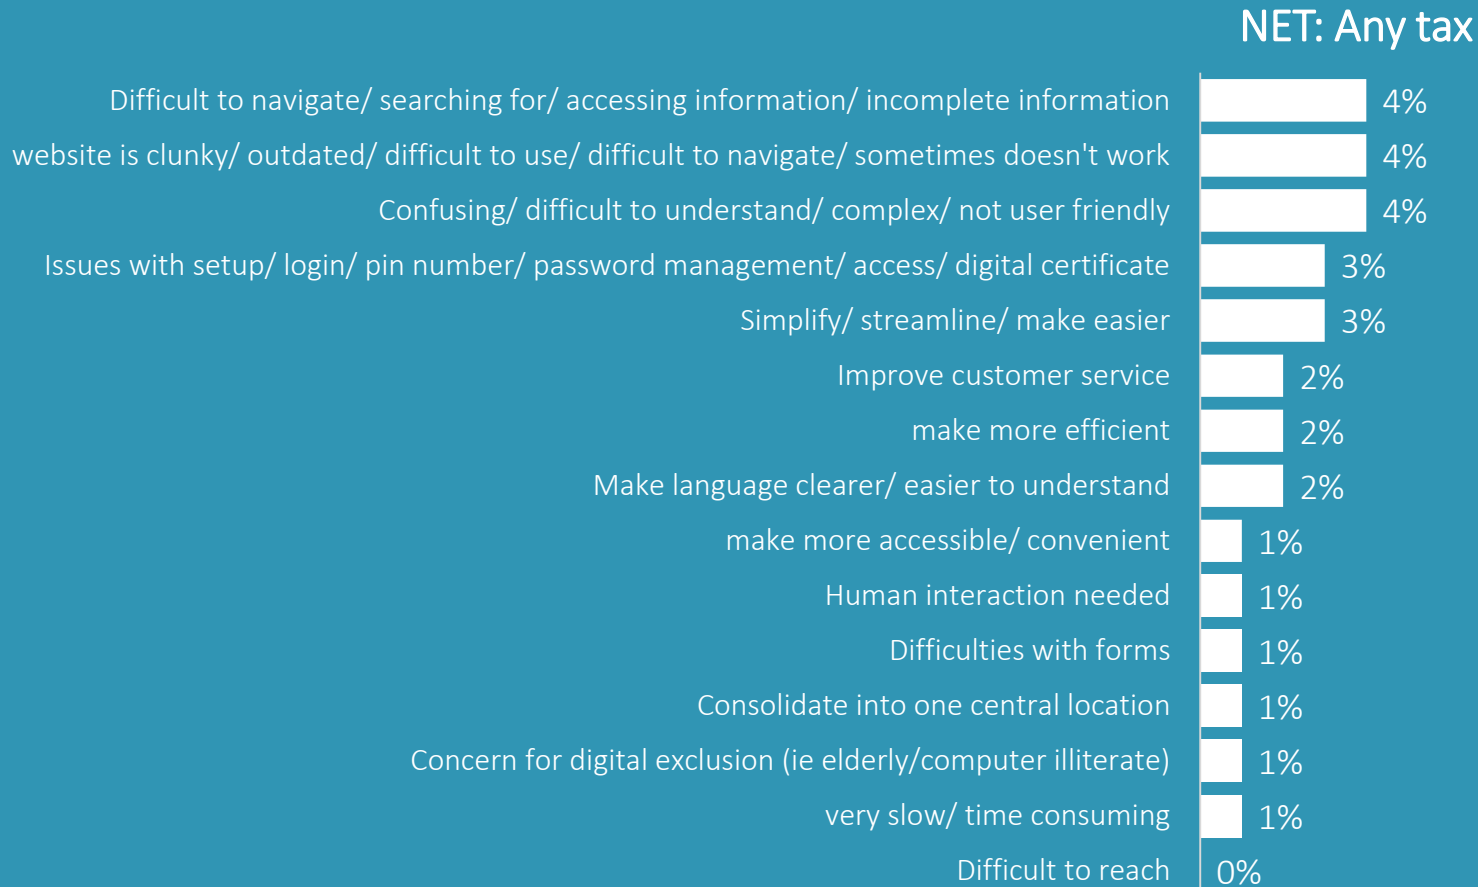 NET: Any tax
Difficult to navigate/ searching for/ accessing information/ incomplete information 4%
website is clunky/ outdated/ difficult to use/ difficult to navigate/ sometimes doesn't work 4%
Confusing/ difficult to understand/ complex/ not user friendly 4%
Issues with setup/ login/ pin number/ password management/ access/ digital certificate 3%
Simplify/ streamline/ make easier 3%
Improve customer service 2%
make more efficient 2%
Make language clearer/ easier to understand 2%
make more accessible/ convenient 1%
Human interaction needed 1%
Difficulties with forms 1%
Consolidate into one central location 1%
Concern for digital exclusion (ie elderly/computer illiterate) 1%
very slow/ time consuming 1%
Difficult to reach 0%